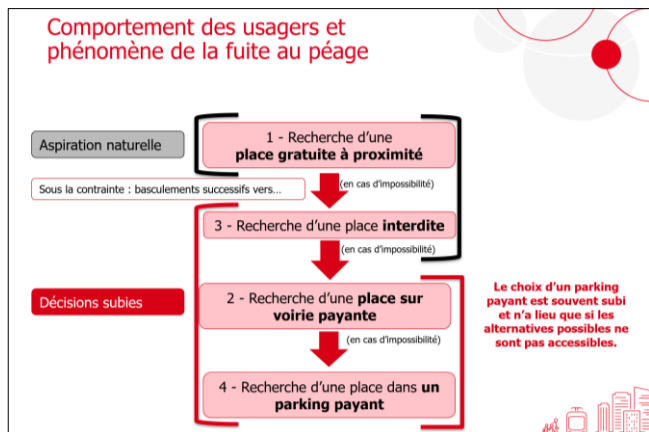 Comportement des usagers et
phénomène de la fuite au péage
Aspiration naturelle
1 - Recherche d'une
place gratuite à proximité
Sous la contrainte : basculements successifs vers...
(en cas d'impossibilité)
3 - Recherche d'une place interdite
(en cas d'impossibilité)
Décisions subies
2 - Recherche d'une place sur
voirie payante
(en cas d'impossibilité)
4 - Recherche d'une place dans un
parking payant
Le choix d'un parking
payant est souvent subi
et n'a lieu que si les
alternatives possibles ne
sont pas accessibles.